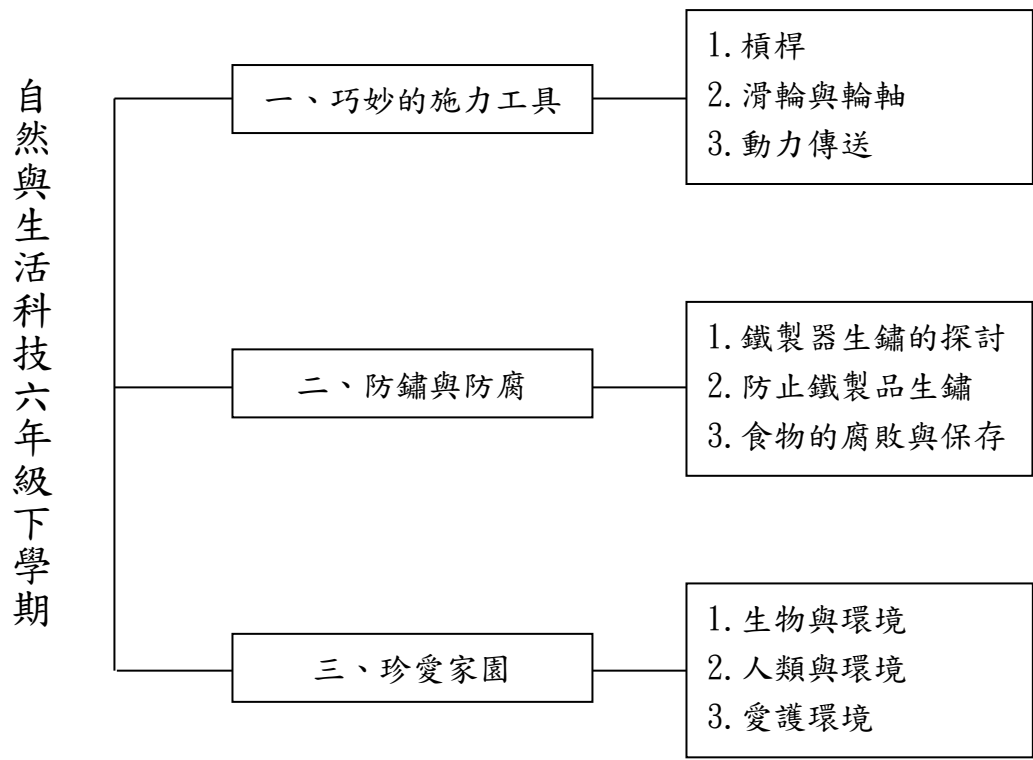 自然與生活科技六年級下學期
一、巧妙的施力工具
1.槓桿
2.滑輪與輪軸
3.動力傳送
二、防鏽與防腐
1.鐵製器生鏽的探討
2.防止鐵製品生鏽
3.食物的腐敗與保存
三、珍愛家園
1.生物與環境
2.人類與環境
3.愛護環境